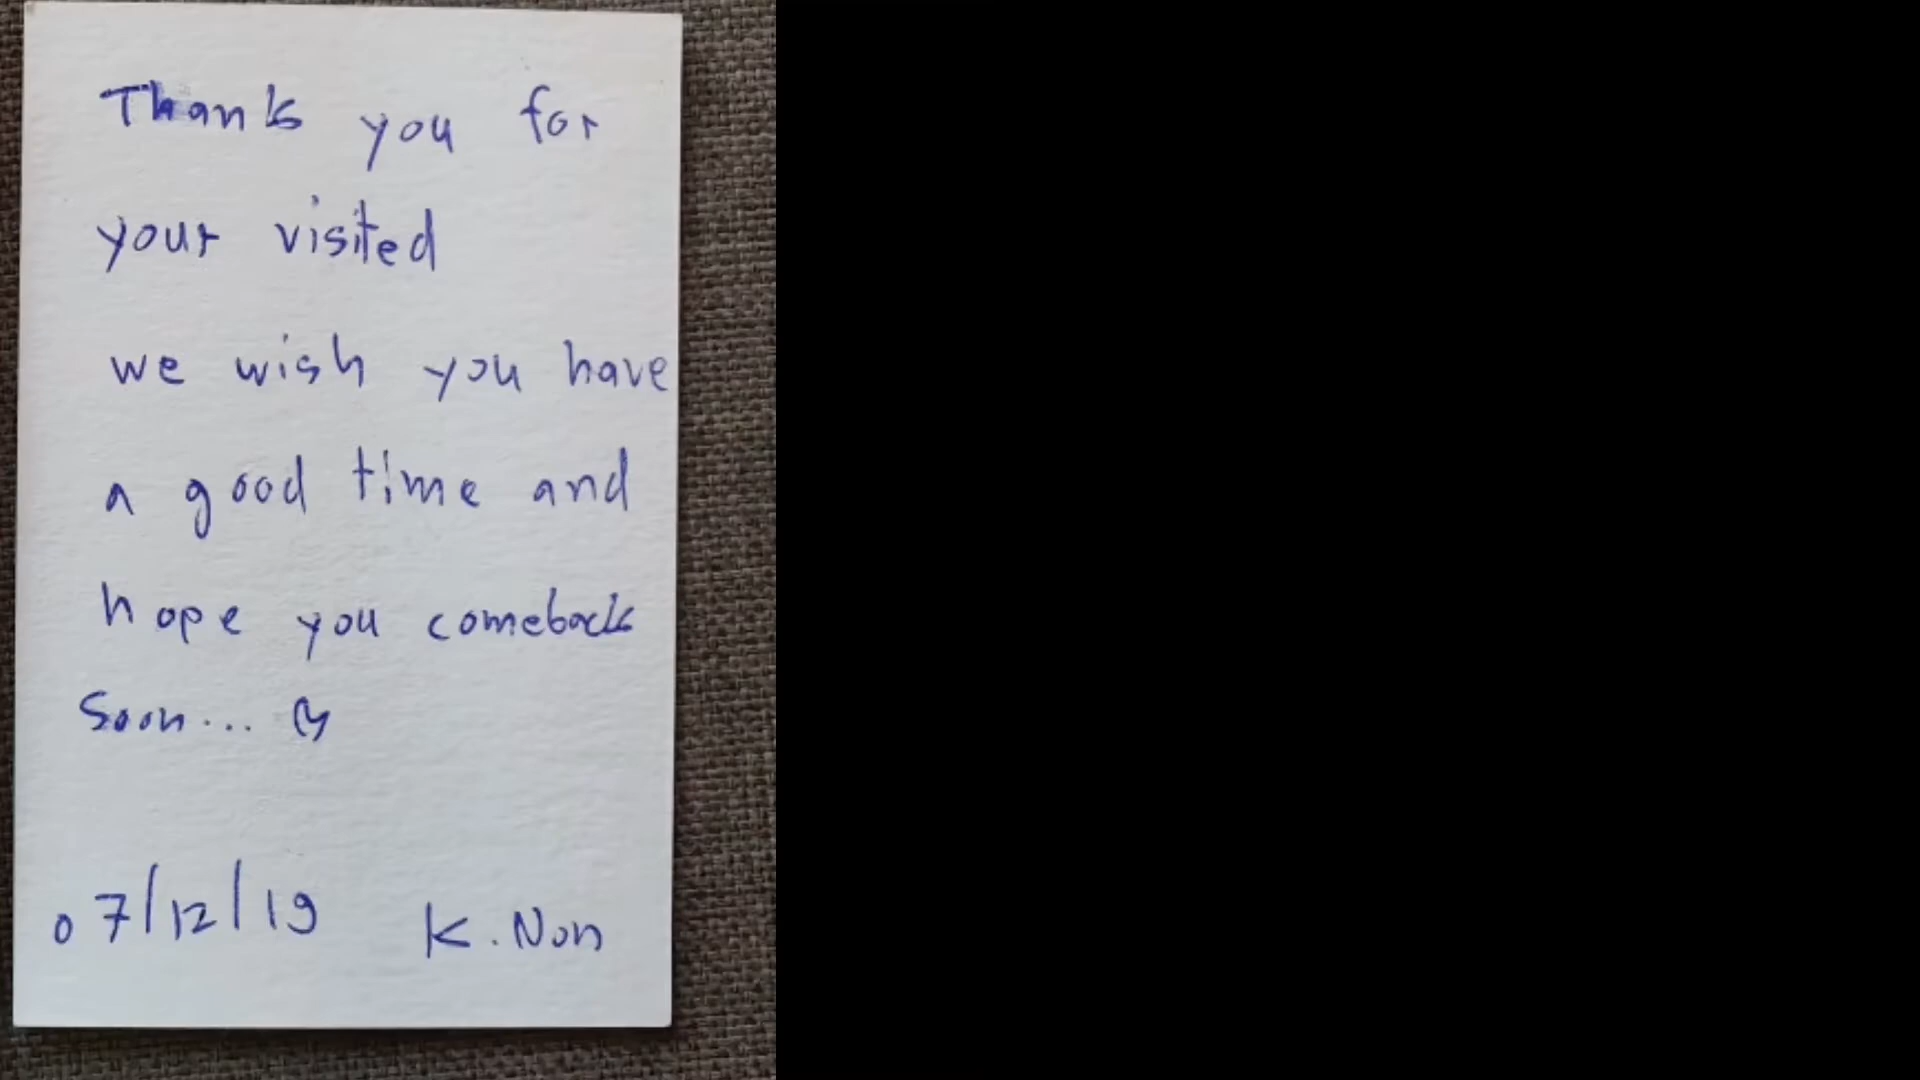 Thank you for
your visited
we wish you have
a good time and
hope you comeback
Soon...
07/12/19 K.Non